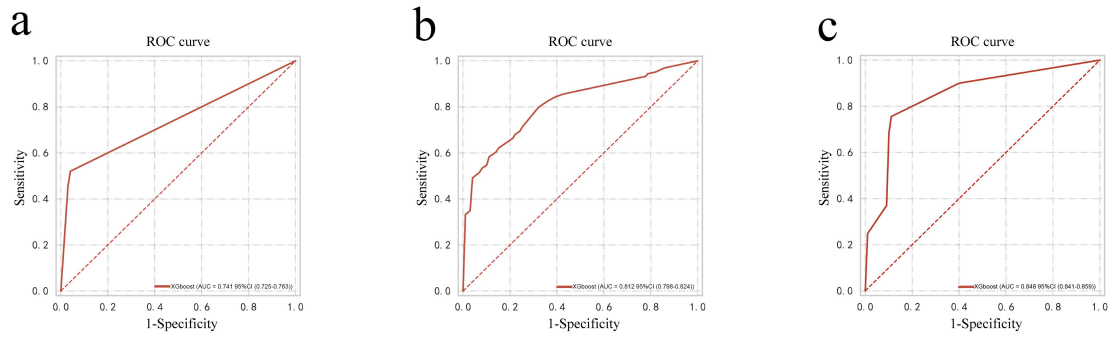 a
ROC curve
1.0
0.8
0.6
0.4
0.2
0.0
Sensitivity
XGboost (AUC = 0.741 95%CI (0.725-0.763))
0.0 0.2 0.4 0.6 0.8 1.0
1-Specificity
b
ROC curve
1.0
0.8
0.6
0.4
0.2
0.0
Sensitivity
XGboost (AUC = 0.812 95%CI (0.798-0.824))
0.0 0.2 0.4 0.6 0.8 1.0
1-Specificity
c
ROC curve
1.0
0.8
0.6
0.4
0.2
0.0
Sensitivity
XGboost (AUC = 0.848 95%CI (0.841-0.859))
0.0 0.2 0.4 0.6 0.8 1.0
1-Specificity